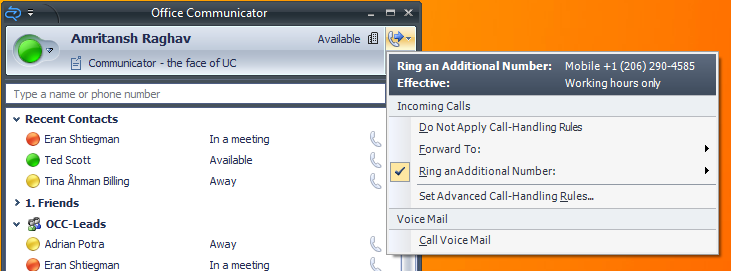 Office Communicator
Amritansh Raghav
Available
Communicator - the face of UC
Type a name or phone number
Recent Contacts
Eran Shtiegman In a meeting
Ted Scott Available
Tina Åhman Billing Away
1. Friends
OCC-Leads
Adrian Potra Away
Eran Shtiegman In a meeting
Ring an Additional Number: Mobile +1 (206) 290-4585
Effective: Working hours only
Incoming Calls
Do Not Apply Call-Handling Rules
Forward To:
Ring an Additional Number:
Set Advanced Call-Handling Rules...
Voice Mail
Call Voice Mail